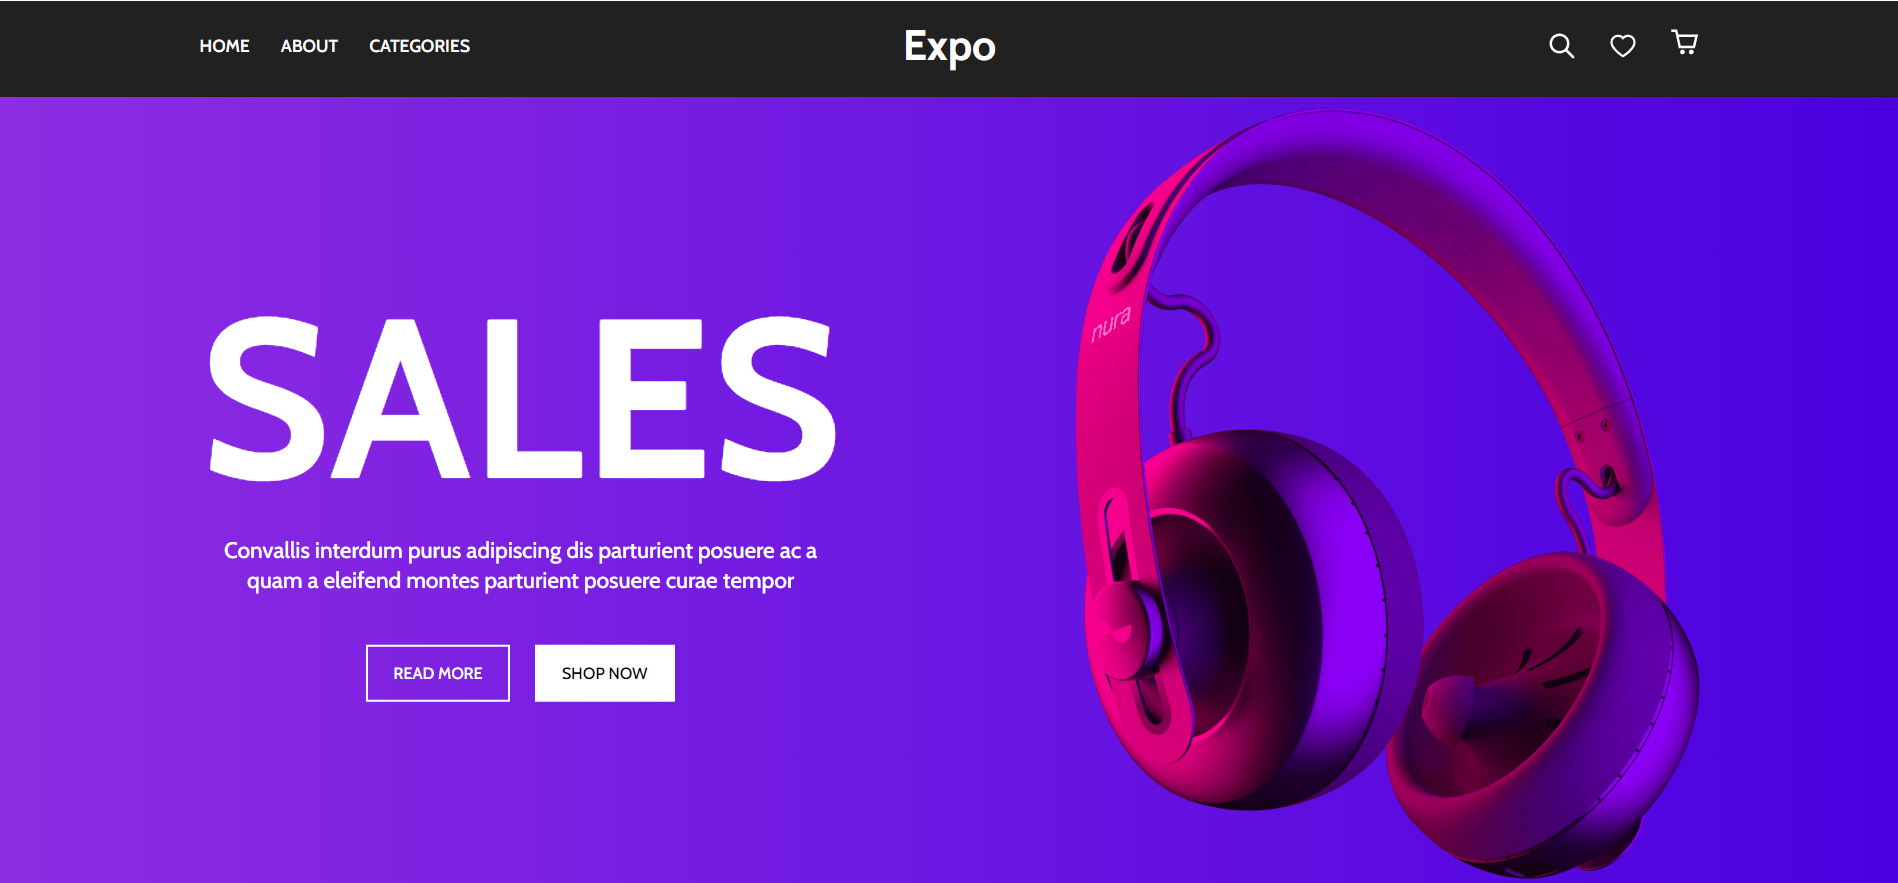 HOME ABOUT CATEGORIES Expo
nura
SALES
Convallis interdum purus adipiscing dis parturient posuere ac a
quam a eleifend montes parturient posuere curae tempor
READ MORE SHOP NOW